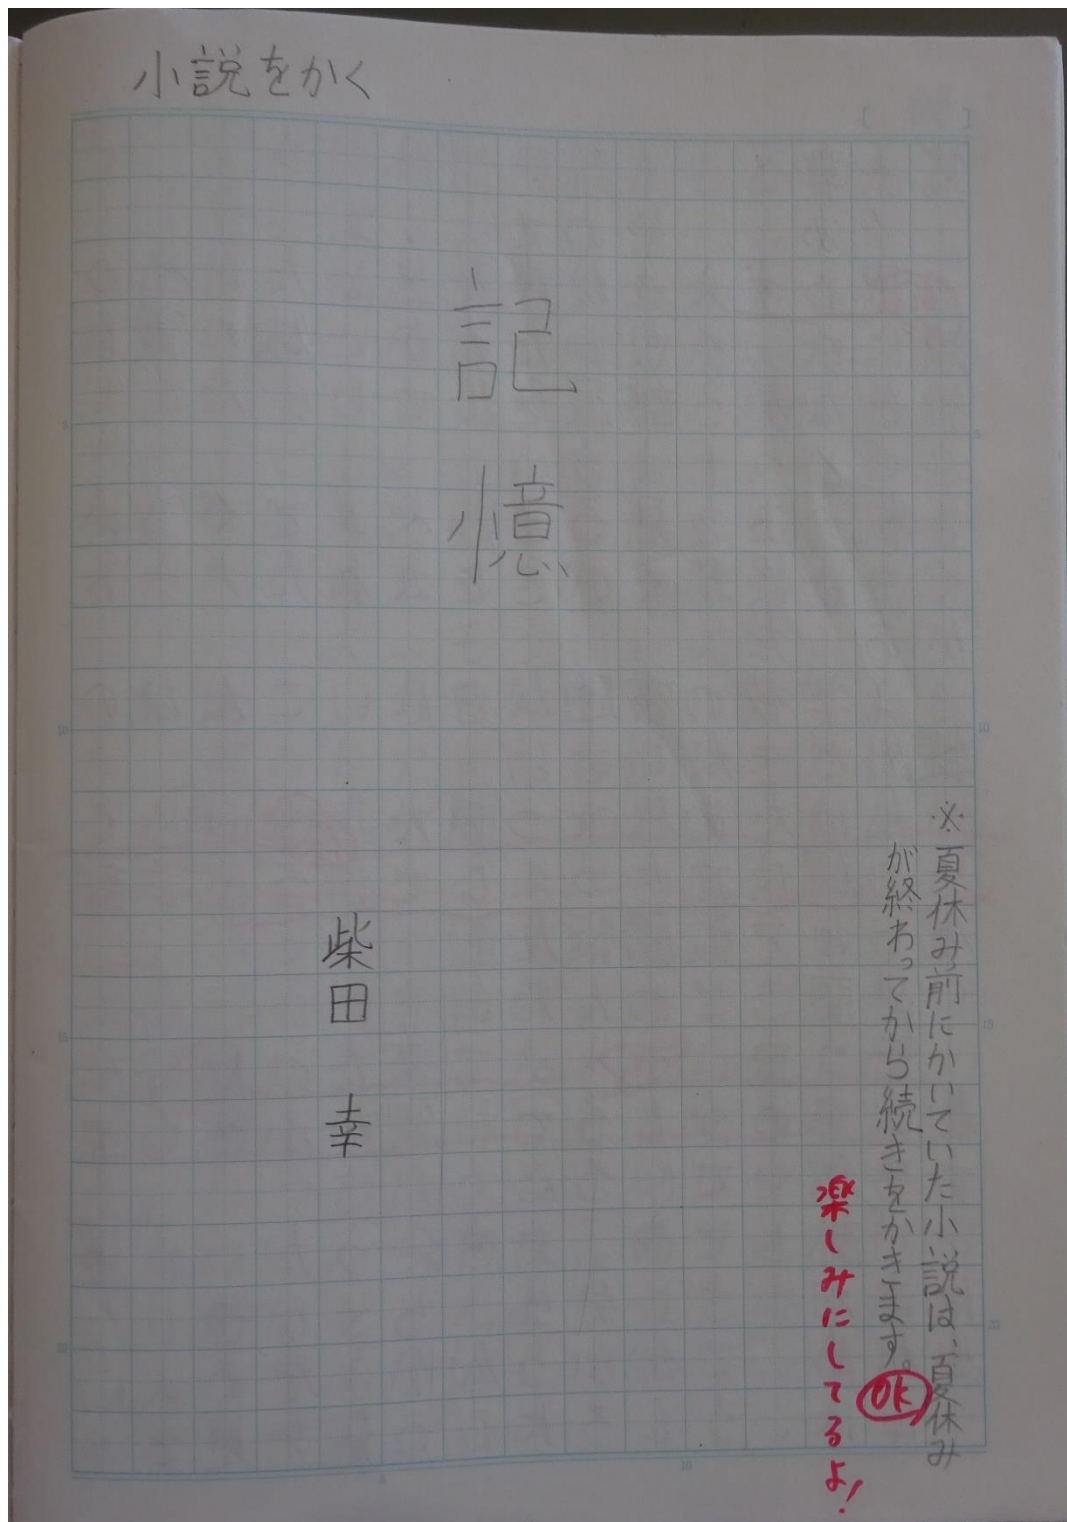 小説をかく
※夏休み前にかいていた小説は、夏休み
が終わってから続きをかきます。
OK
楽しみにしてるよ!
記憶
柴田 幸